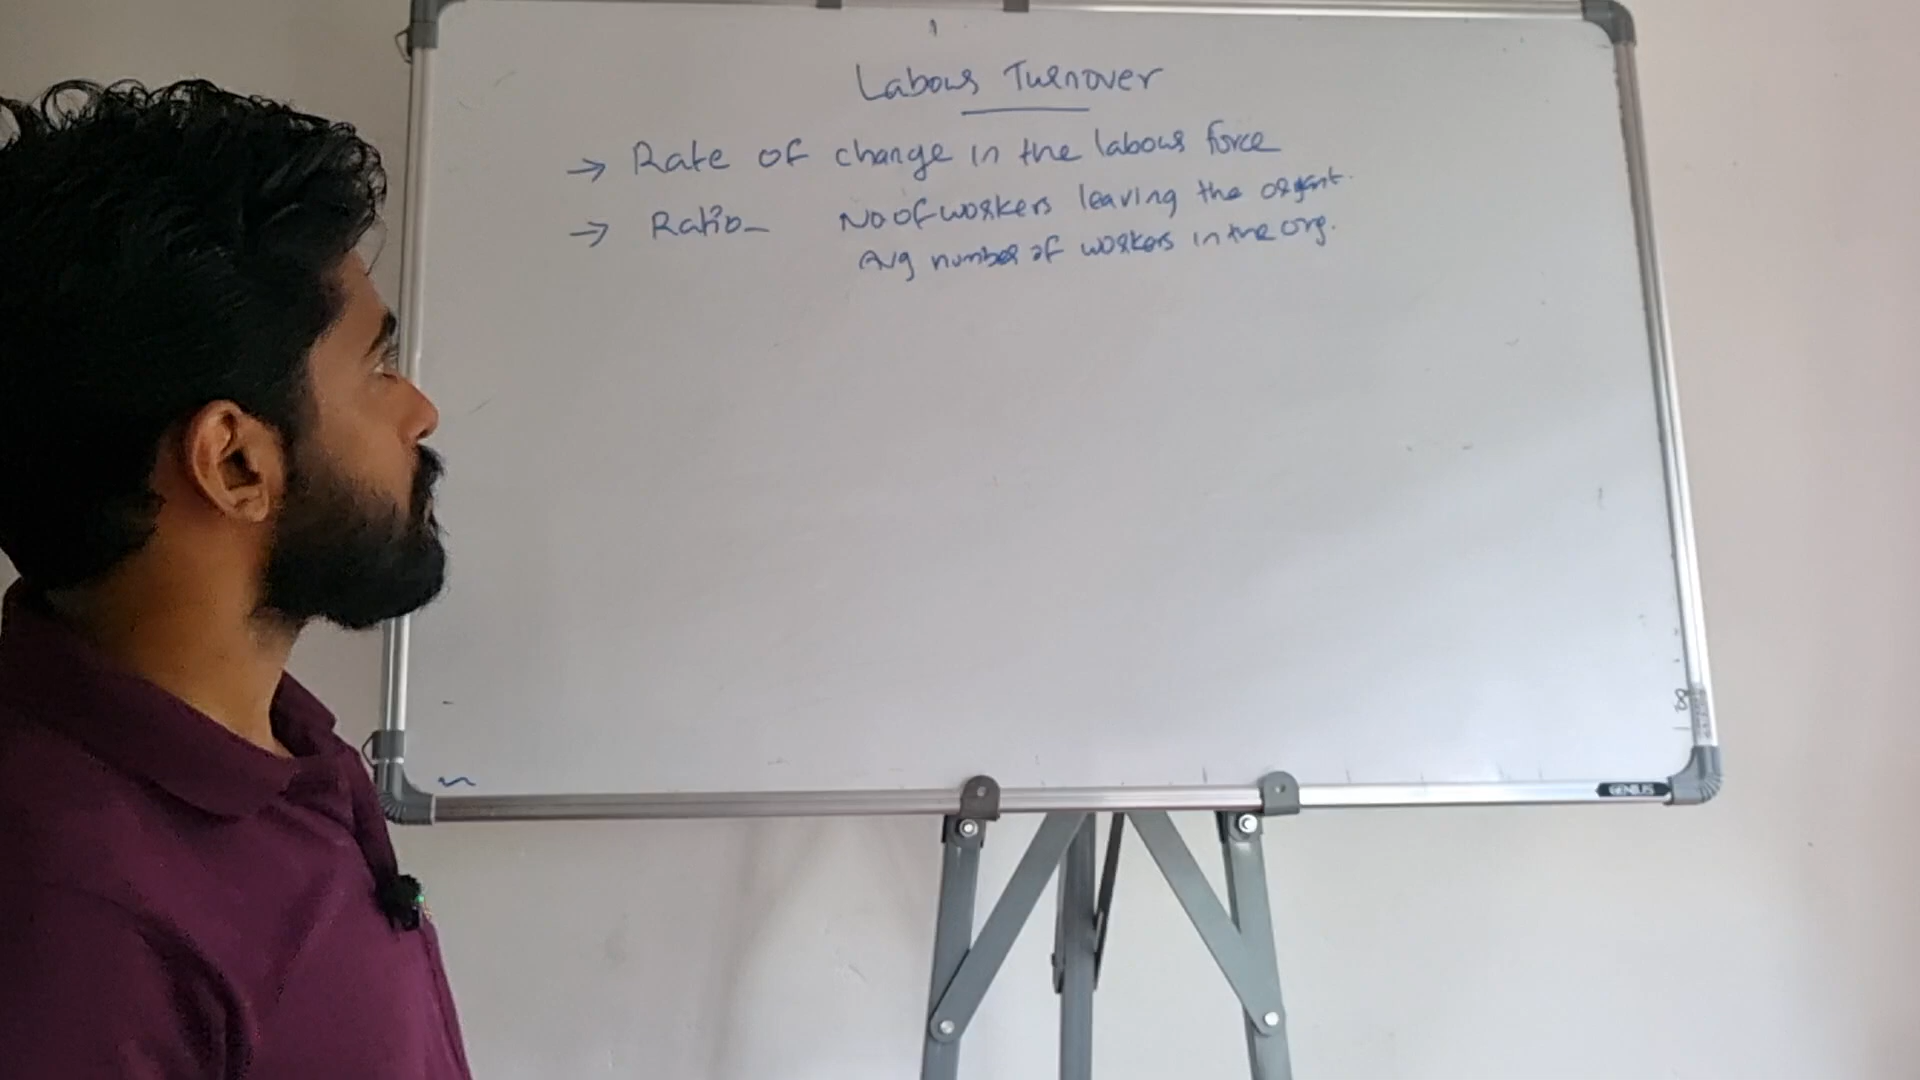 Labour Turnover
→ Rate of change in the labour force
→ Ratio - No of workers leaving the
Avg number of workers in the org.
GENIUS